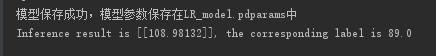 模型保存成功，模型参数保存在LR_model.pdparams中
Inference result is [[108.98132]], the corresponding label is 89.0